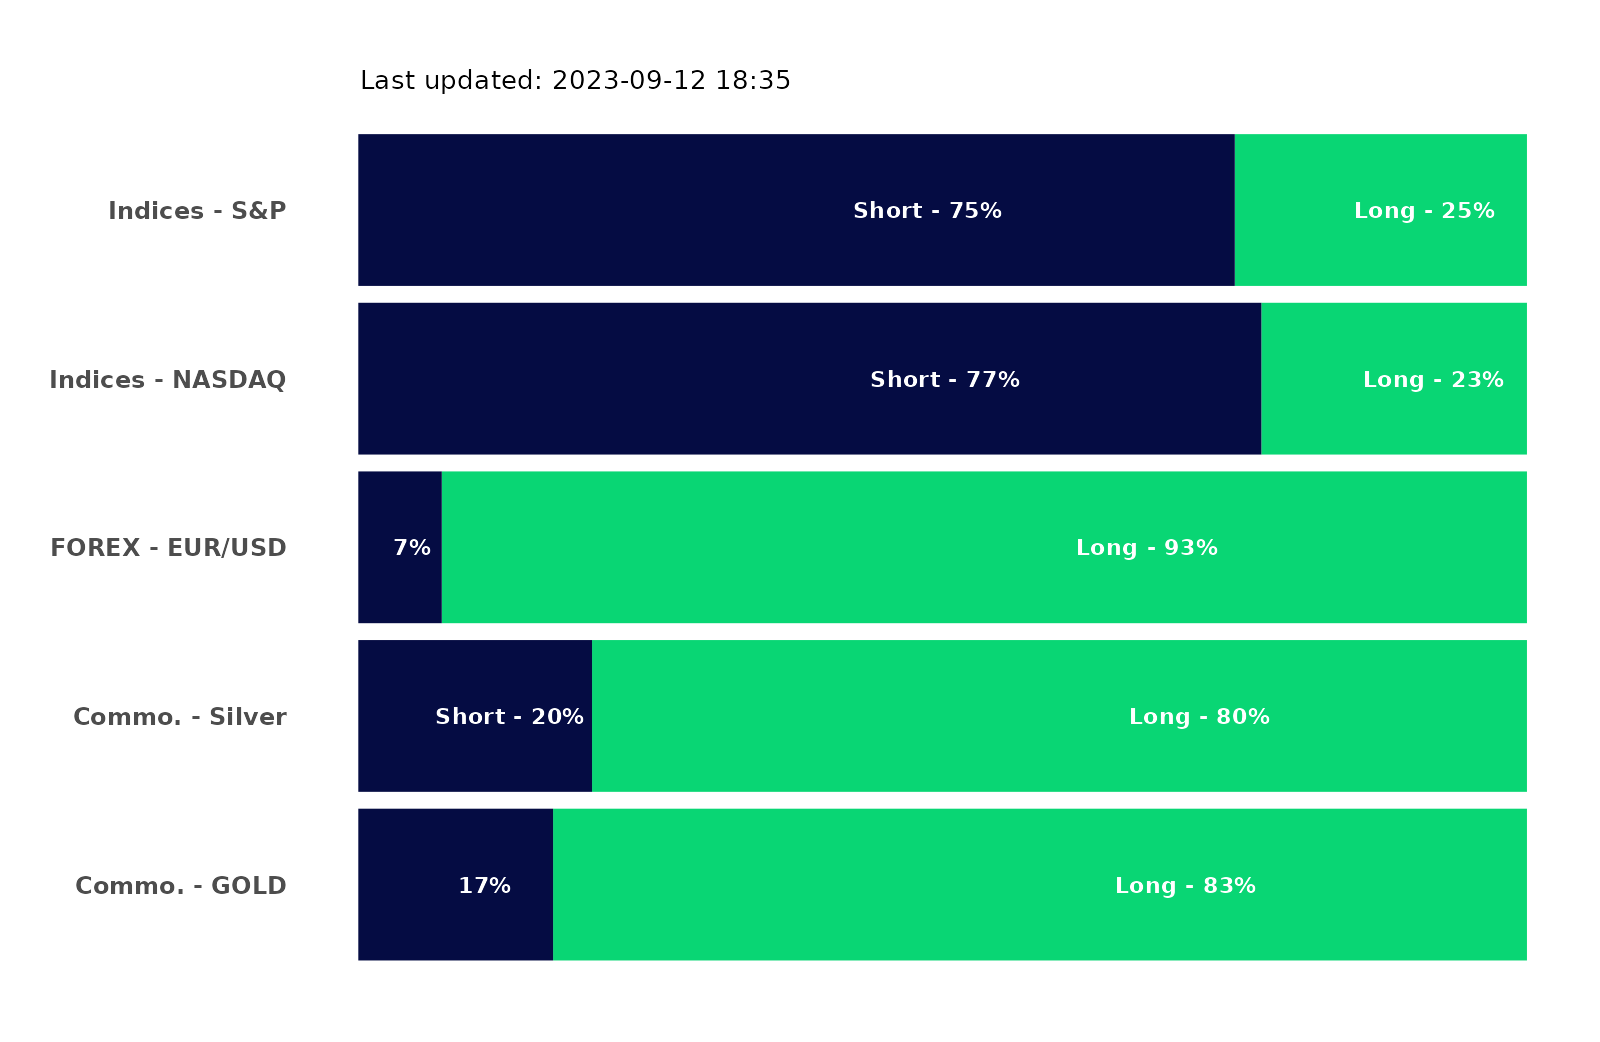 Last updated: 2023-09-12 18:35
Indices - S&P
Short - 75%
Long - 25%
Indices - NASDAQ
Short - 77%
Long - 23%
FOREX - EUR/USD
7%
Long - 93%
Commo. - Silver
Short - 20%
Long - 80%
Commo. - GOLD
17%
Long - 83%